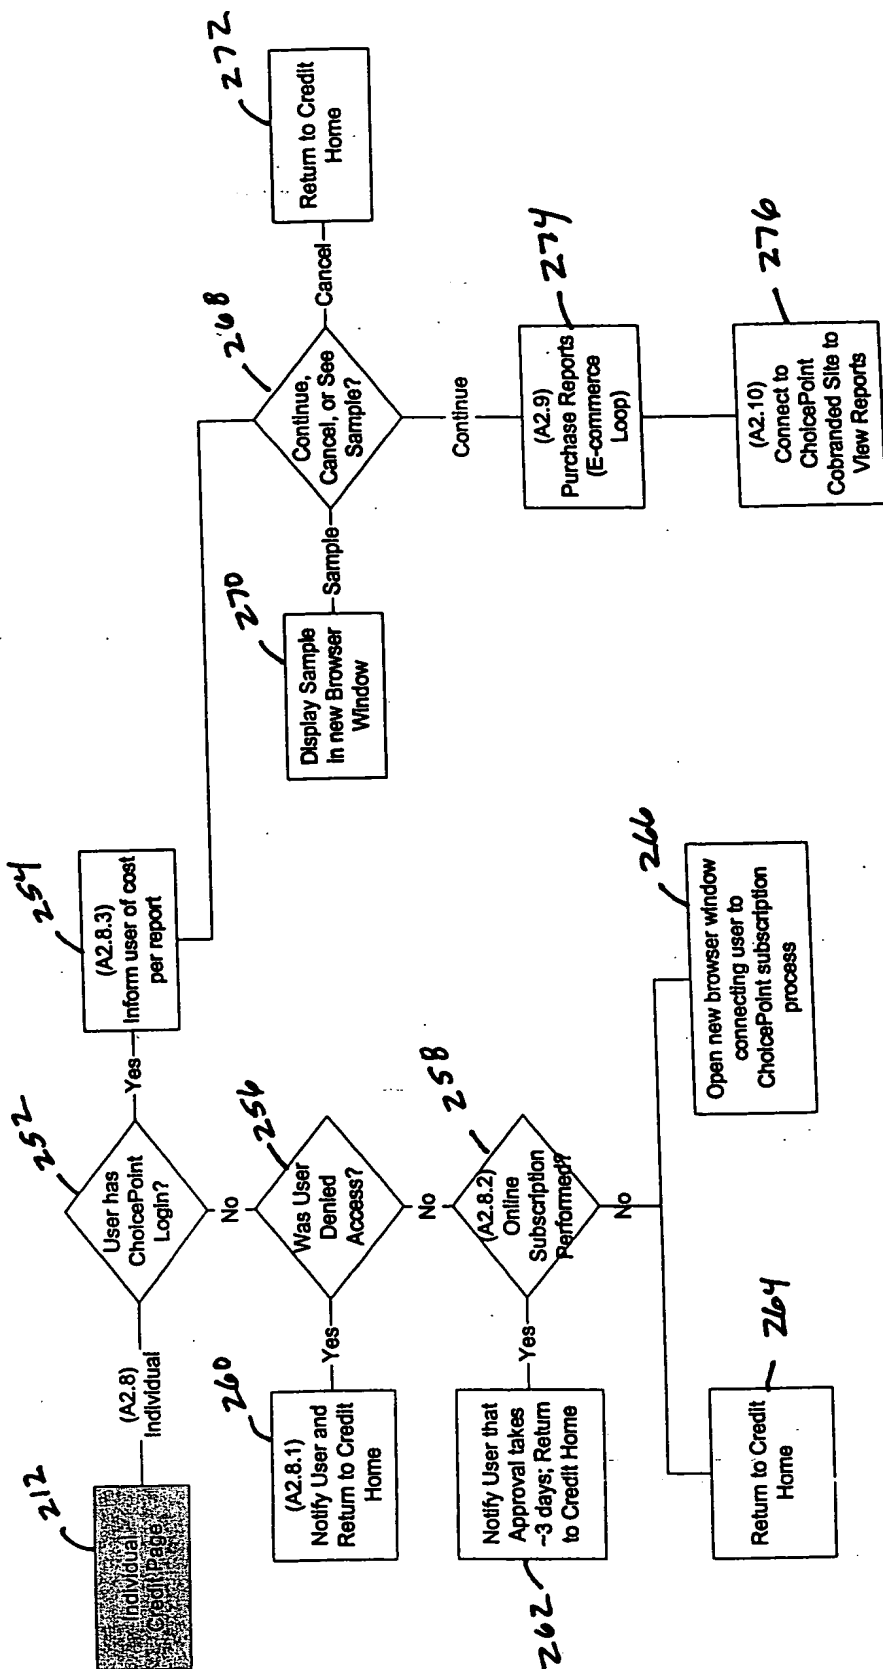 212
Individual
Credit Page
(A2.8)
Individual
252
User has
ChoicePoint
Login?
Yes
254
(A2.8.3)
Inform user of cost
per report
No
256
Was User
Denied
Access?
Yes
260
(A2.8.1)
Notify User and
Return to Credit
Home
No
258
(A2.8.2)
Online
Subscription
Performed?
Yes
262
Notify User that
Approval takes
~3 days; Return
to Credit Home
No
264
Return to Credit
Home
266
Open new browser window
connecting user to
ChoicePoint subscription
process
268
Continue,
Cancel, or See
Sample?
Sample
270
Display Sample
in new Browser
Window
Cancel
272
Return to Credit
Home
Continue
274
(A2.9)
Purchase Reports
(E-commerce
Loop)
276
(A2.10)
Connect to
ChoicePoint
Cobranded Site to
View Reports